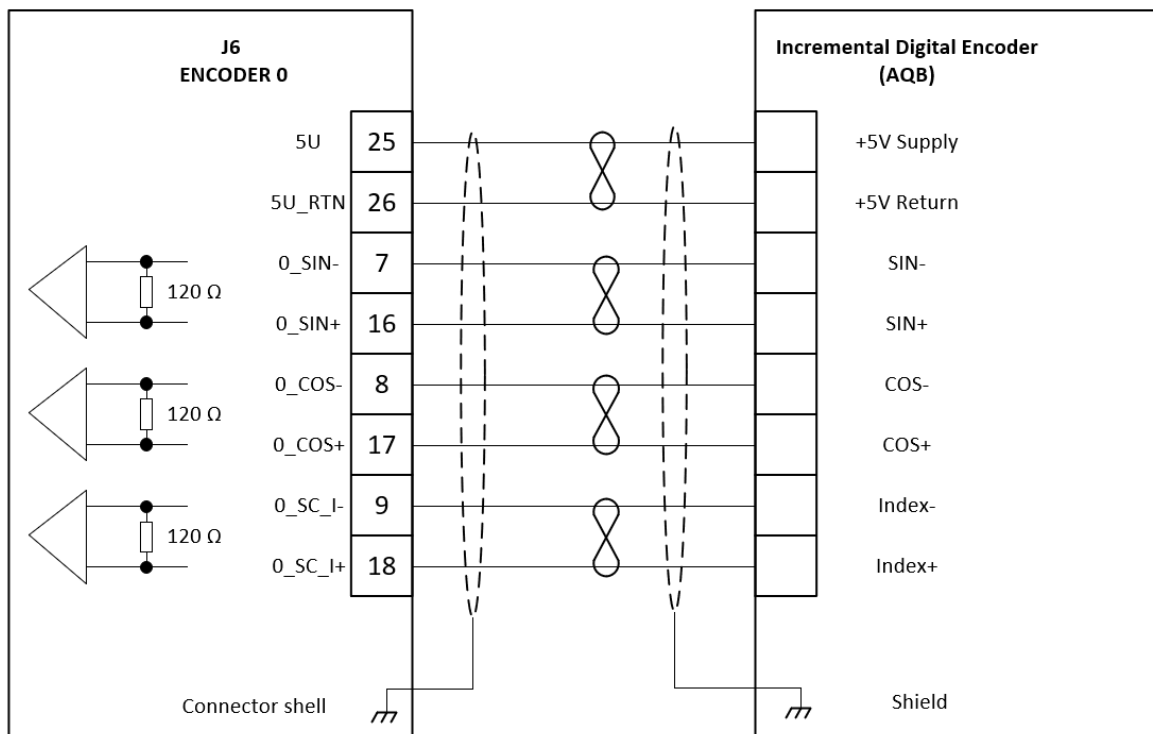 J6
ENCODER 0
Incremental Digital Encoder
(AQB)
5U 25 +5V Supply
5U_RTN 26 +5V Return
0_SIN- 7 SIN-
120 Ω
0_SIN+ 16 SIN+
0_COS- 8 COS-
120 Ω
0_COS+ 17 COS+
0_SC_I- 9 Index-
120 Ω
0_SC_I+ 18 Index+
Connector shell
Shield